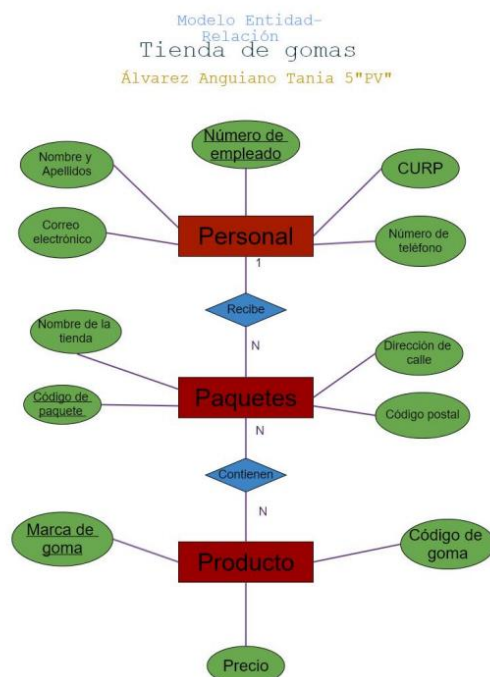 Modelo Entidad-
Relación
Tienda de gomas
Álvarez Anguiano Tania 5"PV"
Número de
empleado
Nombre y
Apellidos
CURP
Correo
electrónico
Personal
Número de
teléfono
1
Recibe
N
Nombre de la
tienda
Dirección de
calle
Código de
paquete
Paquetes
Código postal
N
Contienen
N
Marca de
goma
Producto
Código de
goma
Precio